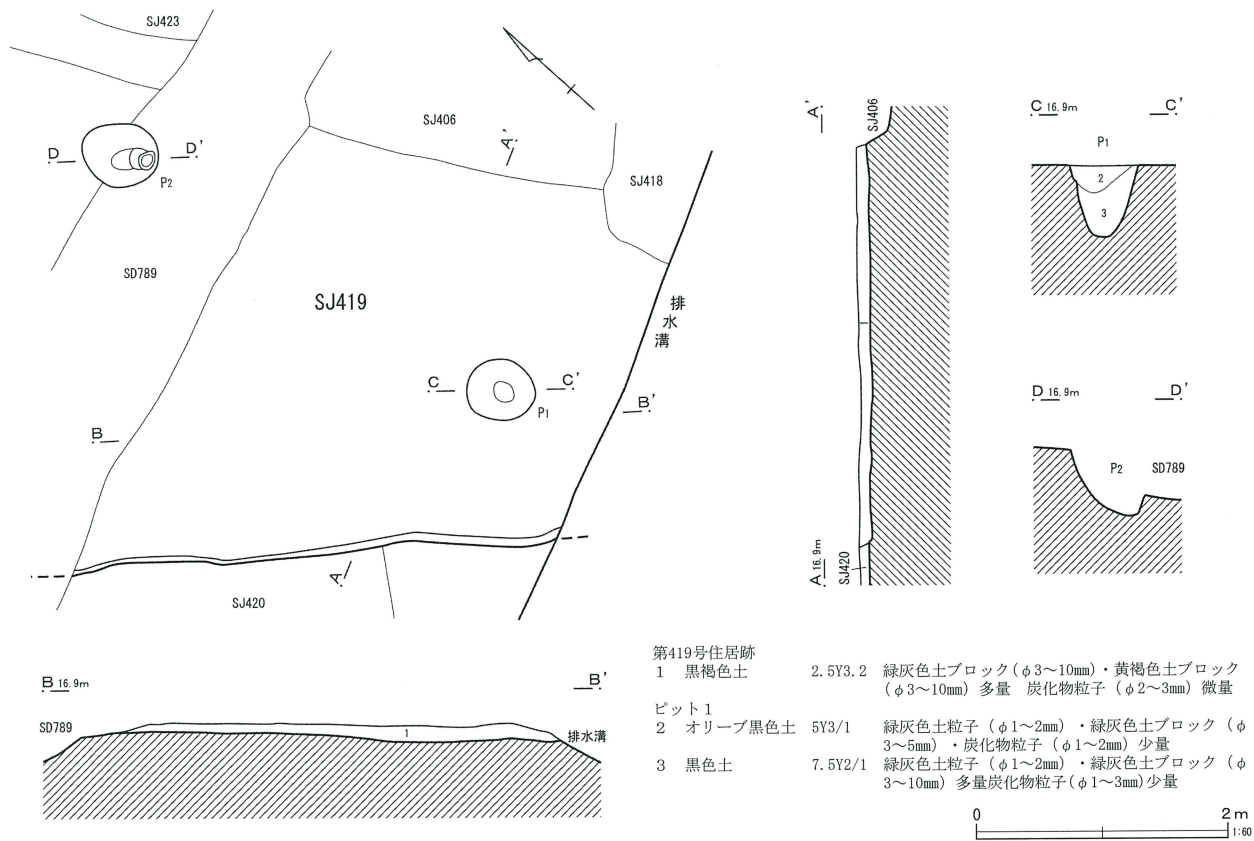 SJ423
SJ406
A'
D
D'
P2
SJ418
SD789
SJ419
排水溝
C
C'
P1
B'
B
A
SJ420
A'
SJ406
A 16.9m
SJ420
C 16.9m
C'
P1
2
3
D 16.9m
D'
P2
SD789
B 16.9m
B'
SD789
1
排水溝
第419号住居跡
1 黒褐色土 2.5Y3.2 緑灰色土ブロック(φ3~10㎜)・黄褐色土ブロック
(φ3~10㎜) 多量 炭化物粒子 (φ2~3㎜) 微量
ピット1
2 オリーブ黒色土 5Y3/1 緑灰色土粒子 (φ1~2㎜) ・緑灰色土ブロック (φ
3~5㎜) ・炭化物粒子 (φ1~2㎜) 少量
3 黒色土 7.5Y2/1 緑灰色土粒子 (φ1~2㎜) ・緑灰色土ブロック (φ
3~10㎜) 多量炭化物粒子(φ1~3㎜)少量
0 2m
1:60